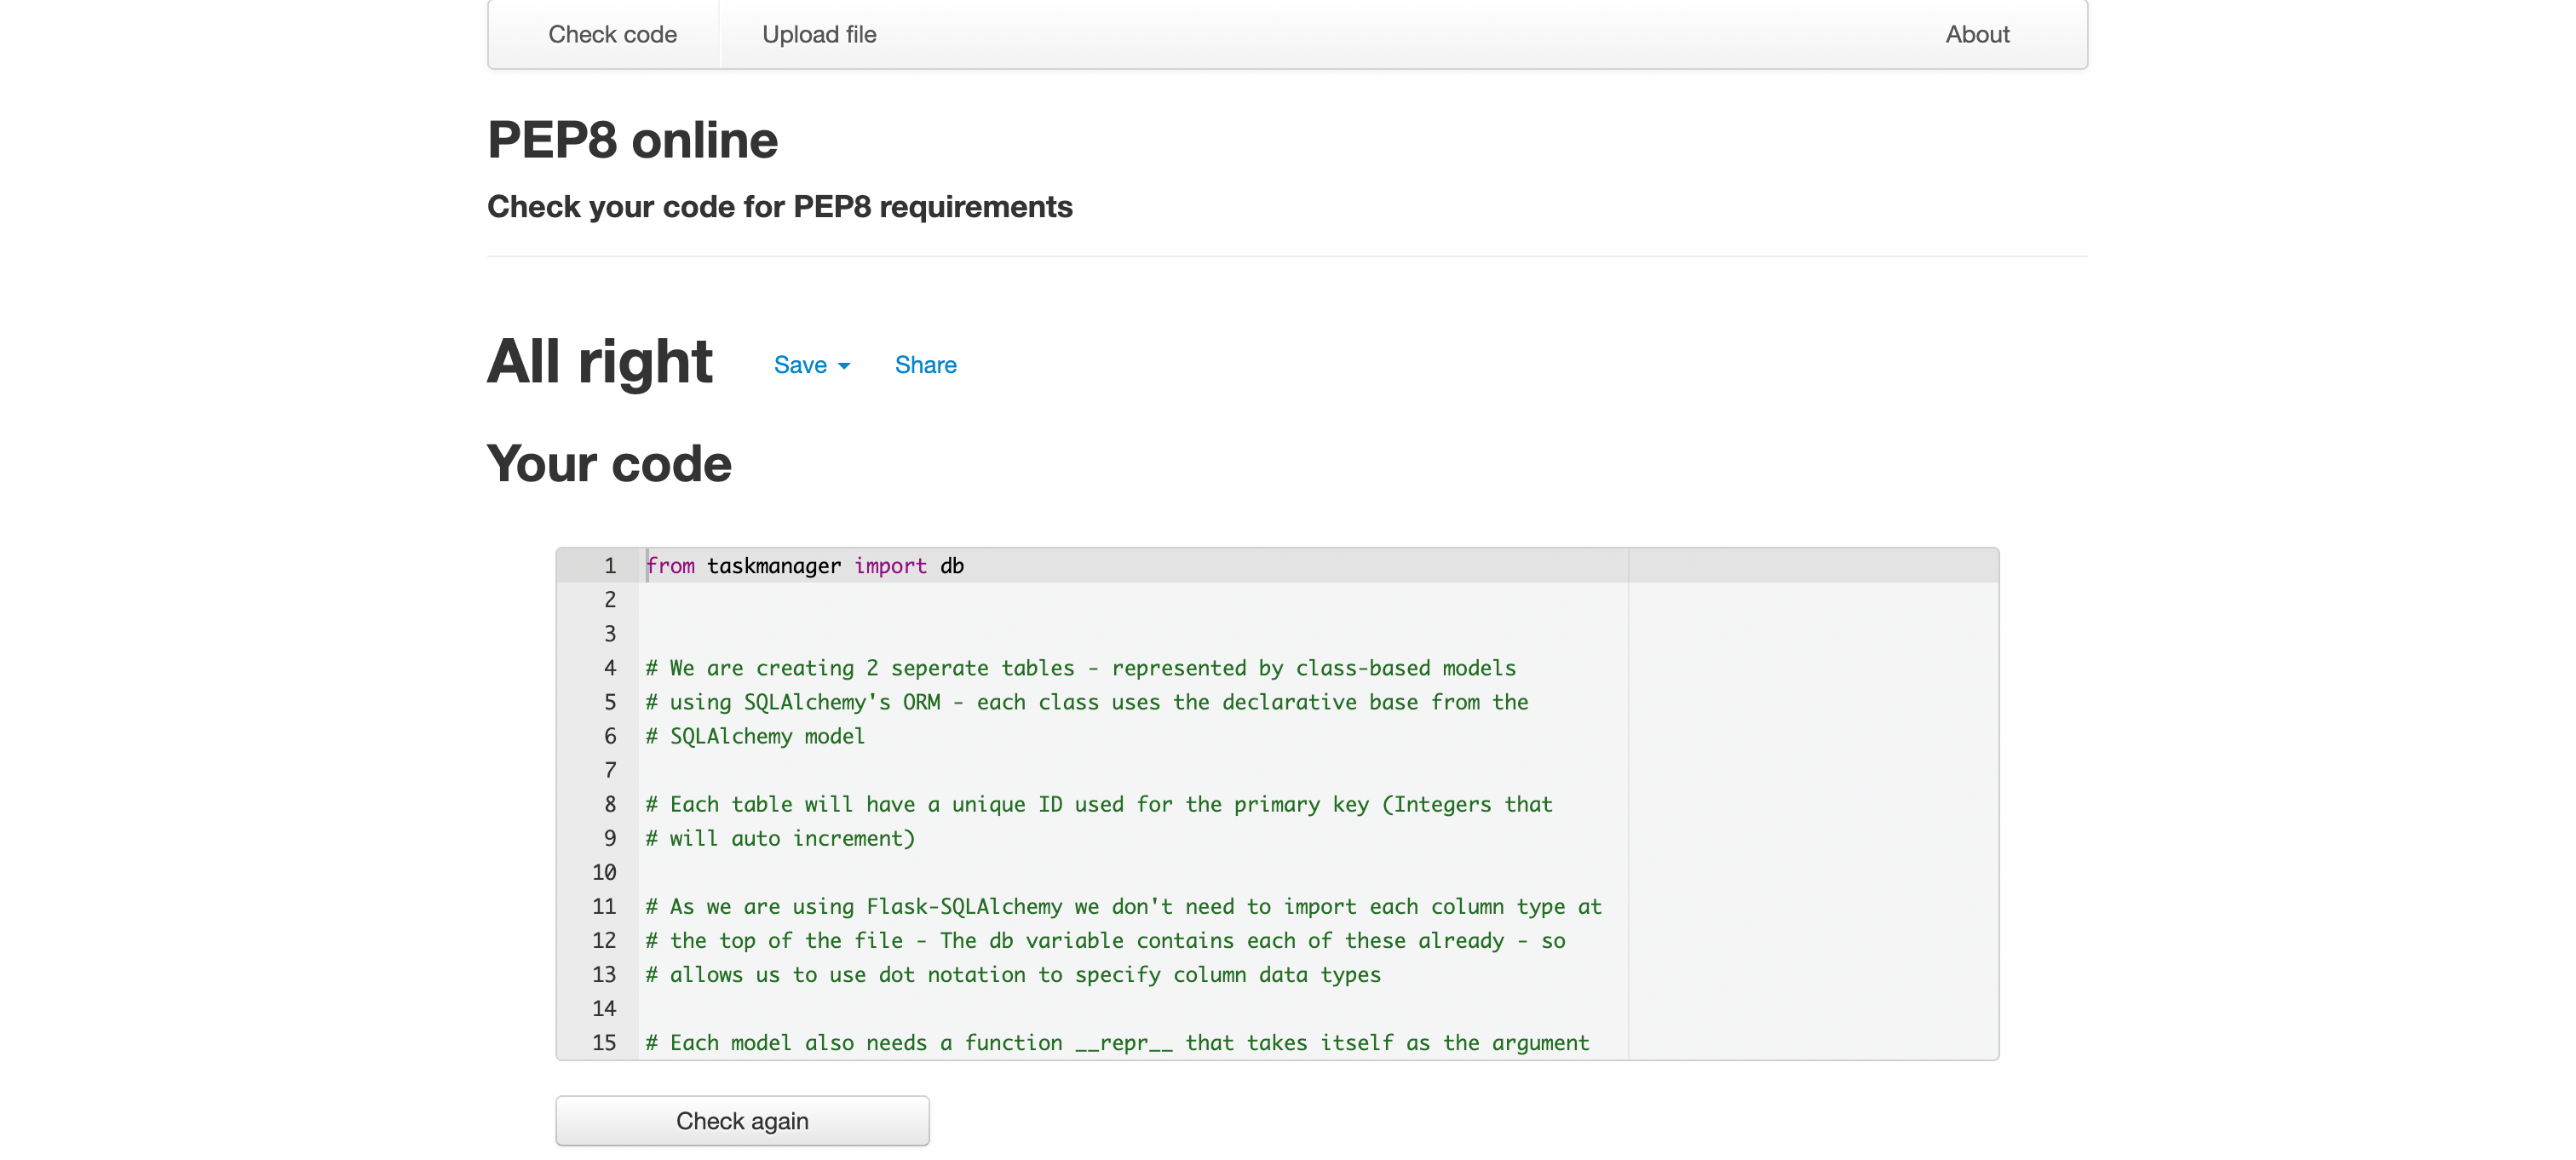 Check code Upload file About
PEP8 online
Check your code for PEP8 requirements
All right Save Share
Your code
1 from taskmanager import db
2
3
4 # We are creating 2 seperate tables - represented by class-based models
5 # using SQLAlchemy's ORM - each class uses the declarative base from the
6 # SQLAlchemy model
7
8 # Each table will have a unique ID used for the primary key (Integers that
9 # will auto increment)
10
11 # As we are using Flask-SQLAlchemy we don't need to import each column type at
12 # the top of the file - The db variable contains each of these already - so
13 # allows us to use dot notation to specify column data types
14
15 # Each model also needs a function __repr__ that takes itself as the argument
Check again